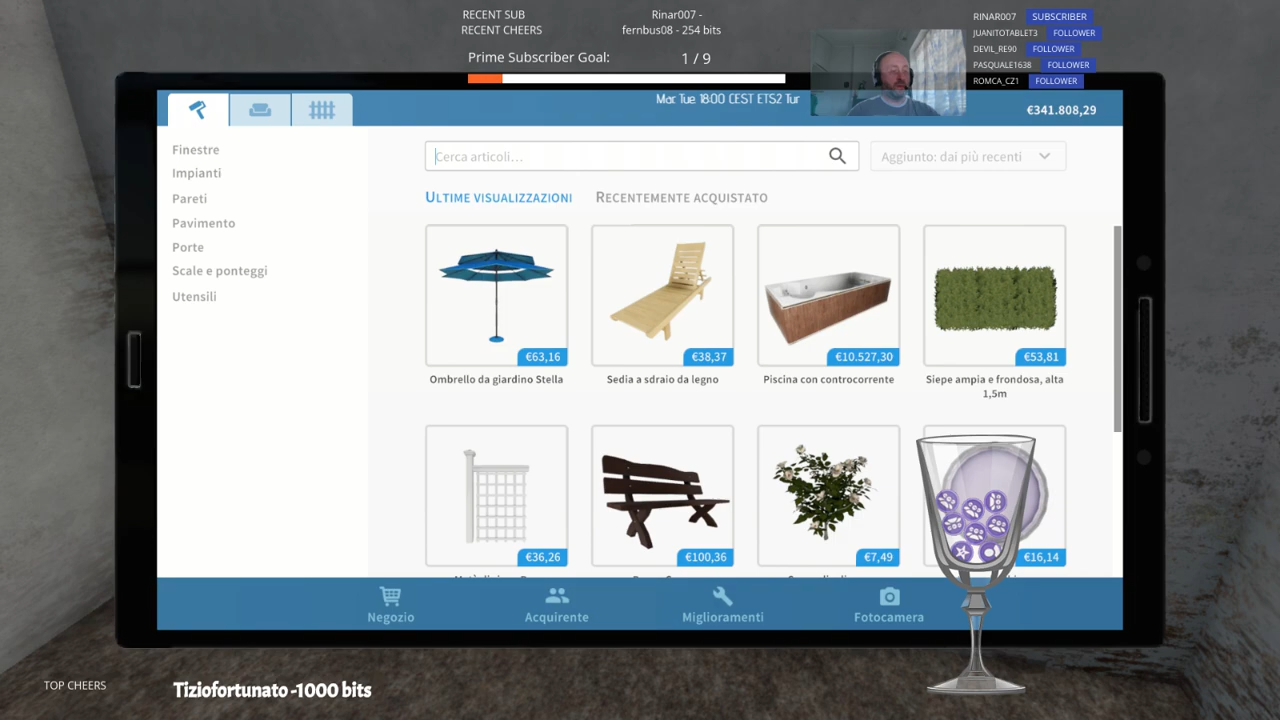 RECENT SUB
Rinar007 -
RECENT CHEERS
fernbus08 - 254 bits
Prime Subscriber Goal:
1 / 9
RINAR007 SUBSCRIBER
JUANITOTABLET3 FOLLOWER
DEVIL_RE90 FOLLOWER
PASQUALE1638 FOLLOWER
ROMCA_CZ1 FOLLOWER
Mar Tue 18:00 CEST ETS2 Tur
€341.808,29
Finestre
Impianti
Pareti
Pavimento
Porte
Scale e ponteggi
Utensili
Cerca articoli...
Aggiunto: dai più recenti
ULTIME VISUALIZZAZIONI
RECENTEMENTE ACQUISTATO
€63,16
€38,37
€10.527,30
€53,81
Ombrello da giardino Stella
Sedia a sdraio da legno
Piscina con controcorrente
Siepe ampia e frondosa, alta
1,5m
€36,26
€100,36
€7,49
€16,14
Negozio
Acquirente
Miglioramenti
Fotocamera
TOP CHEERS
Tiziofortunato -1000 bits